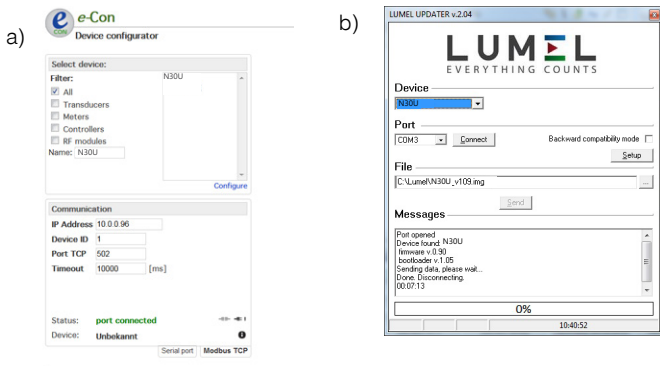 a)
e-Con
e
CON
Device configurator
Select device:
Filter:
N30U
All
Transducers
Meters
Controllers
RF modules
Name: N30U
Configure
Communication
IP Address 10.0.0.96
Device ID 1
Port TCP 502
Timeout 10000 [ms]
Status: port connected
Device: Unbekannt
Serial port Modbus TCP
b)
LUMEL UPDATER v.2.04
LUMEL
EVERYTHING COUNTS
Device
N30U
Port
COM3 Connect Backward compatibility mode
Setup
File
C:\Lumel\N30U_v109.img ...
Send
Messages
Port opened
Device found: N30U
firmware v.0.90
bootloader v.1.05
Sending data, please wait...
Done. Disconnecting.
00:07:13
0%
10:40:52